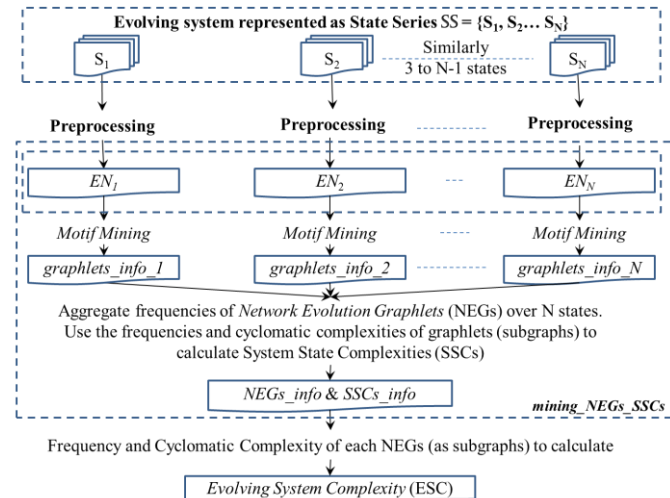 Evolving system represented as State Series SS = {S1, S2… SN}
S1
S2
Similarly
3 to N-1 states
SN
Preprocessing
Preprocessing
Preprocessing
EN1
EN2
ENN
Motif Mining
Motif Mining
Motif Mining
graphlets_info_1
graphlets_info_2
graphlets_info_N
Aggregate frequencies of Network Evolution Graphlets (NEGs) over N states.
Use the frequencies and cyclomatic complexities of graphlets (subgraphs) to
calculate System State Complexities (SSCs)
NEGs_info & SSCs_info
mining_NEGs_SSCs
Frequency and Cyclomatic Complexity of each NEGs (as subgraphs) to calculate
Evolving System Complexity (ESC)